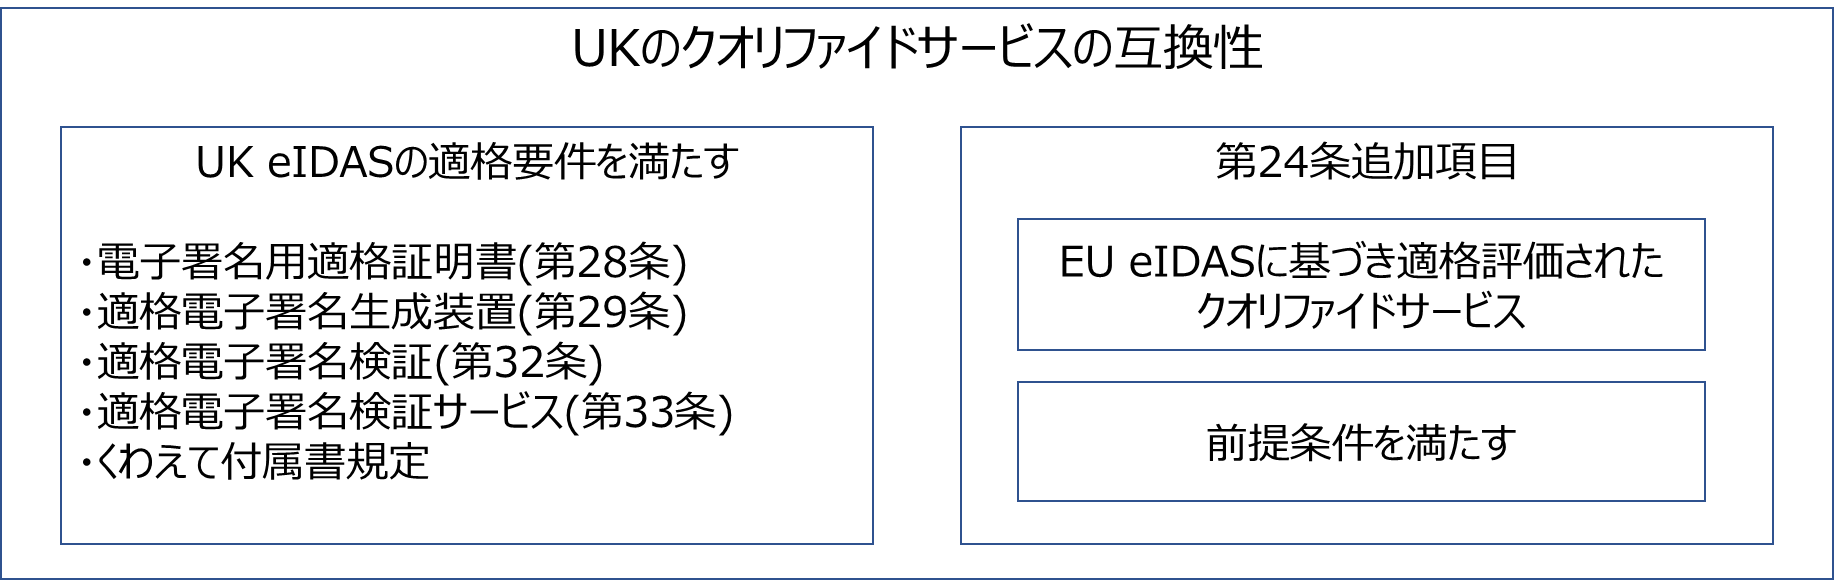 UKのクオリファイドサービスの互換性
UK eIDASの適格要件を満たす
・電子署名用適格証明書(第28条)
・適格電子署名生成装置(第29条)
・適格電子署名検証(第32条)
・適格電子署名検証サービス(第33条)
・くわえて付属書規定
第24条追加項目
EU eIDASに基づき適格評価された
クオリファイドサービス
前提条件を満たす